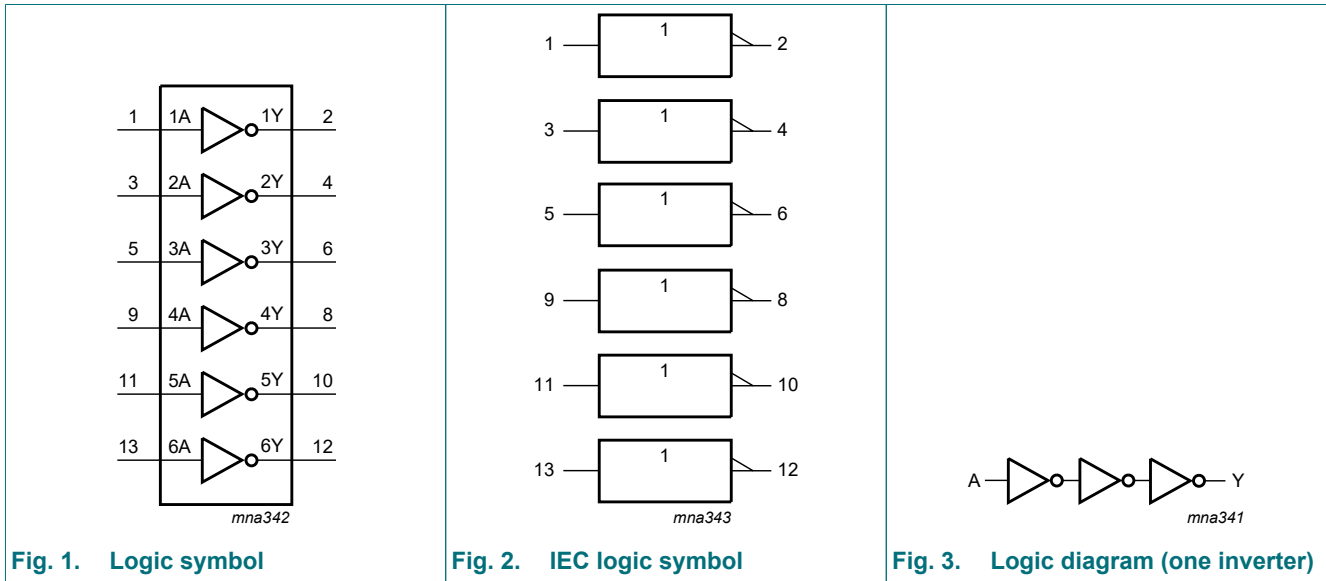 1 1A 1Y 2
3 2A 2Y 4
5 3A 3Y 6
9 4A 4Y 8
11 5A 5Y 10
13 6A 6Y 12
mna342
Fig. 1. Logic symbol
1 1 2
3 1 4
5 1 6
9 1 8
11 1 10
13 1 12
mna343
Fig. 2. IEC logic symbol
A Y
mna341
Fig. 3. Logic diagram (one inverter)